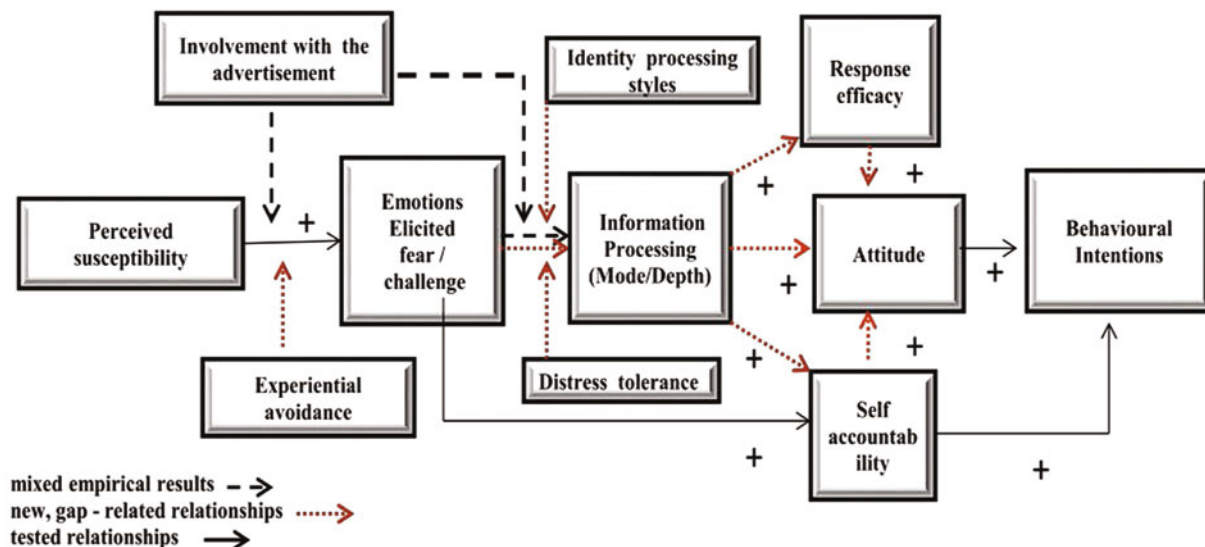 Involvement with the
advertisement
Identity processing
styles
Response
efficacy
+
+
Perceived
susceptibility
+
Emotions
Elicited
fear /
challenge
Information
Processing
(Mode/Depth)
+
Attitude
+
Behavioural
Intentions
Experiential
avoidance
Distress tolerance
+
+
Self
accountab
ility
+
+
mixed empirical results
new, gap - related relationships
tested relationships